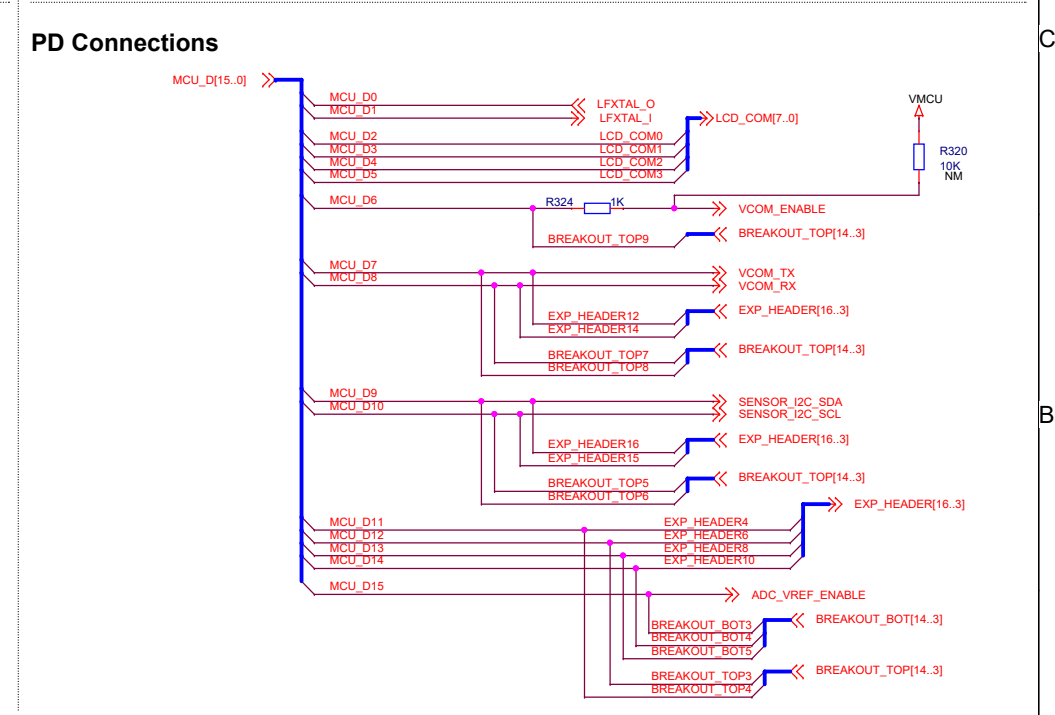 C
PD Connections
MCU_D[15..0]
MCU_D0
LFXTAL_O
VMCU
MCU_D1
LFXTAL_I
LCD_COM[7..0]
MCU_D2
LCD_COM0
MCU_D3
LCD_COM1
R320
MCU_D4
LCD_COM2
10K
MCU_D5
LCD_COM3
NM
MCU_D6
R324
1K
VCOM_ENABLE
BREAKOUT_TOP9
BREAKOUT_TOP[14..3]
MCU_D7
VCOM_TX
MCU_D8
VCOM_RX
EXP_HEADER12
EXP_HEADER[16..3]
EXP_HEADER14
BREAKOUT_TOP7
BREAKOUT_TOP[14..3]
BREAKOUT_TOP8
MCU_D9
SENSOR_I2C_SDA
MCU_D10
SENSOR_I2C_SCL
B
EXP_HEADER16
EXP_HEADER[16..3]
EXP_HEADER15
BREAKOUT_TOP5
BREAKOUT_TOP[14..3]
BREAKOUT_TOP6
EXP_HEADER[16..3]
MCU_D11
EXP_HEADER4
MCU_D12
EXP_HEADER6
MCU_D13
EXP_HEADER8
MCU_D14
EXP_HEADER10
MCU_D15
ADC_VREF_ENABLE
BREAKOUT_BOT3
BREAKOUT_BOT[14..3]
BREAKOUT_BOT4
BREAKOUT_BOT5
BREAKOUT_TOP3
BREAKOUT_TOP[14..3]
BREAKOUT_TOP4